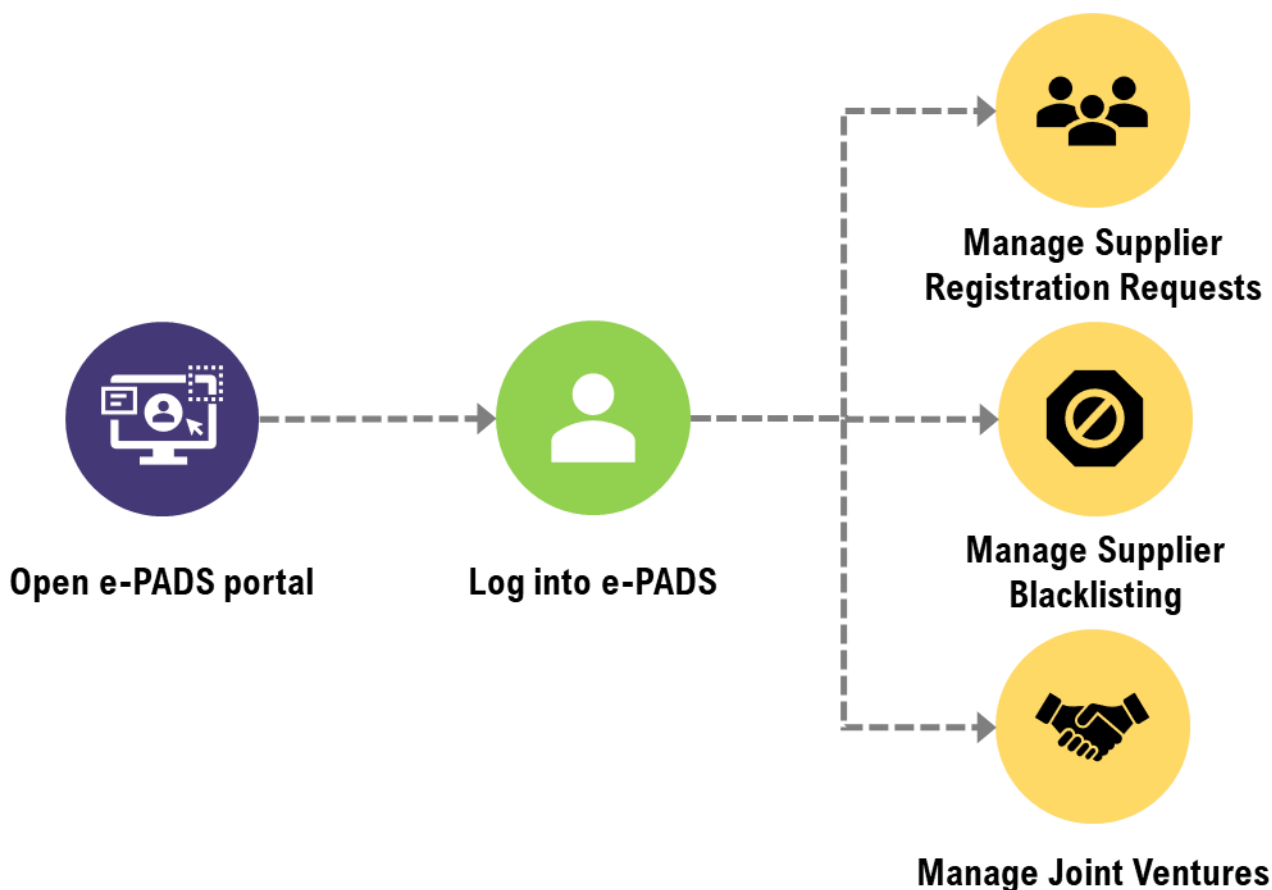 Open e-PADS portal
Log into e-PADS
Manage Supplier
Registration Requests
Manage Supplier
Blacklisting
Manage Joint Ventures